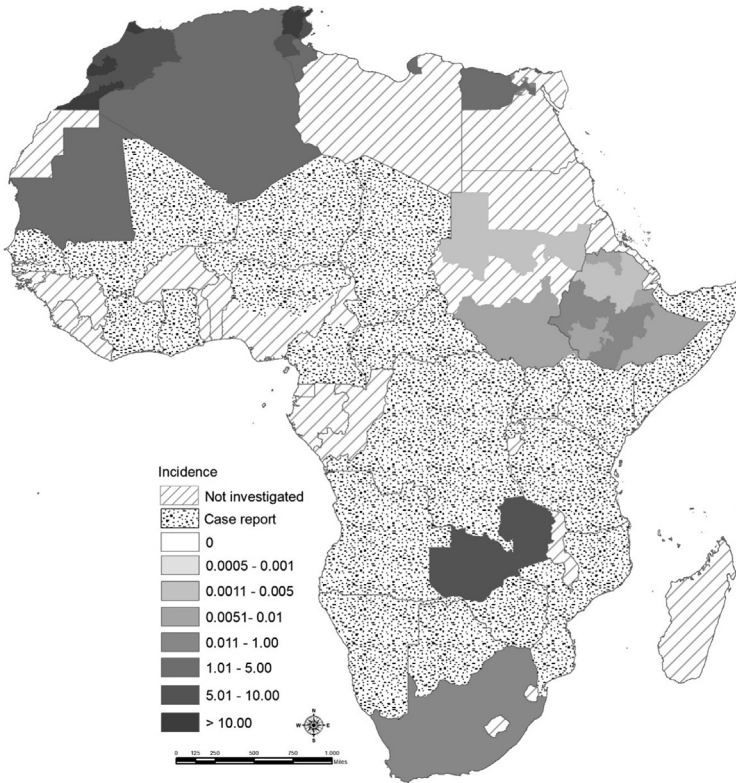 Incidence
Not investigated
Case report
0
0.0005 - 0.001
0.0011 - 0.005
0.0051- 0.01
0.011 - 1.00
1.01 - 5.00
5.01 - 10.00
> 10.00
N
W E
S
0 125 250 500 750 1.000
Miles